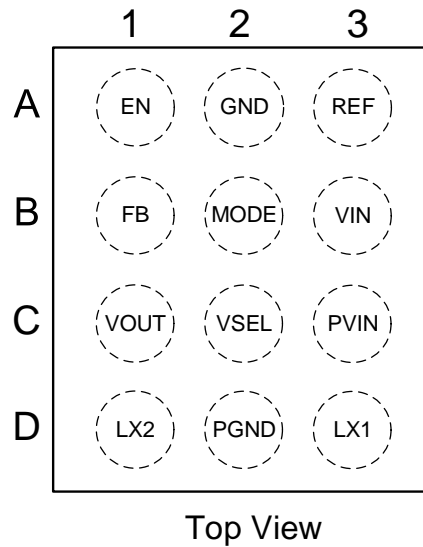 1 2 3
A EN GND REF
B FB MODE VIN
C VOUT VSEL PVIN
D LX2 PGND LX1
Top View